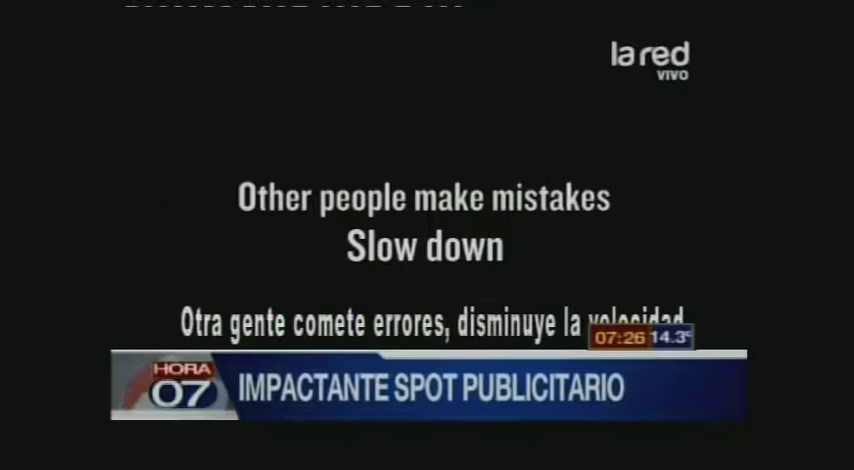 la red
VIVO
Other people make mistakes
Slow down
Otra gente comete errores, disminuye la velocidad
07:26 14.3°
HORA
07
IMPACTANTE SPOT PUBLICITARIO